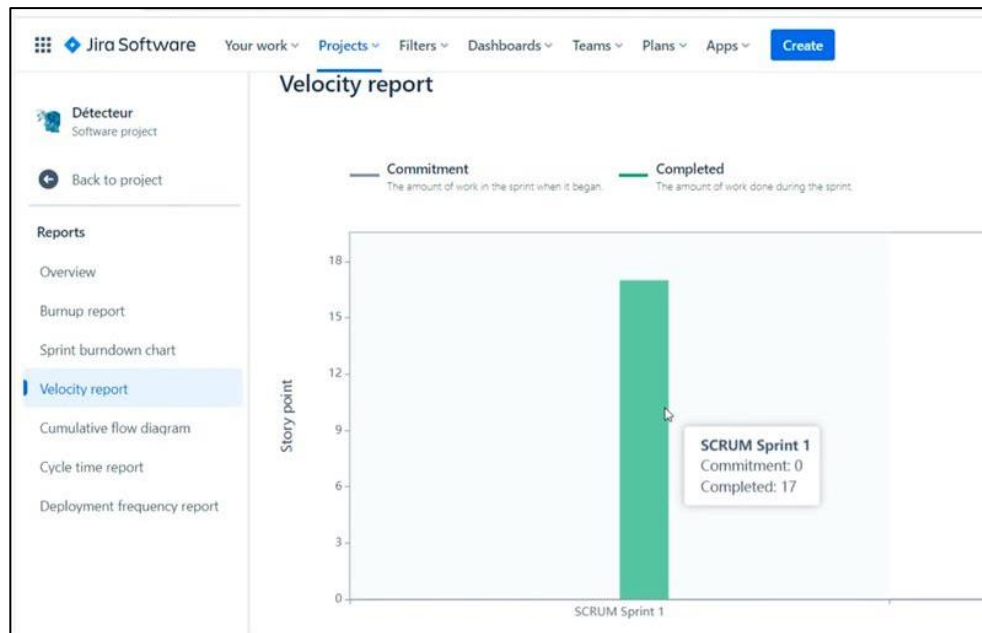 Jira Software Your work Projects Filters Dashboards Teams Plans Apps Create
Velocity report
Détecteur
Software project
Back to project
Reports
Overview
Burnup report
Sprint burndown chart
Velocity report
Cumulative flow diagram
Cycle time report
Deployment frequency report
Commitment
The amount of work in the sprint when it began.
Completed
The amount of work done during the sprint.
Story point
18
15
12
9
6
3
0
SCRUM Sprint 1
Commitment: 0
Completed: 17
SCRUM Sprint 1